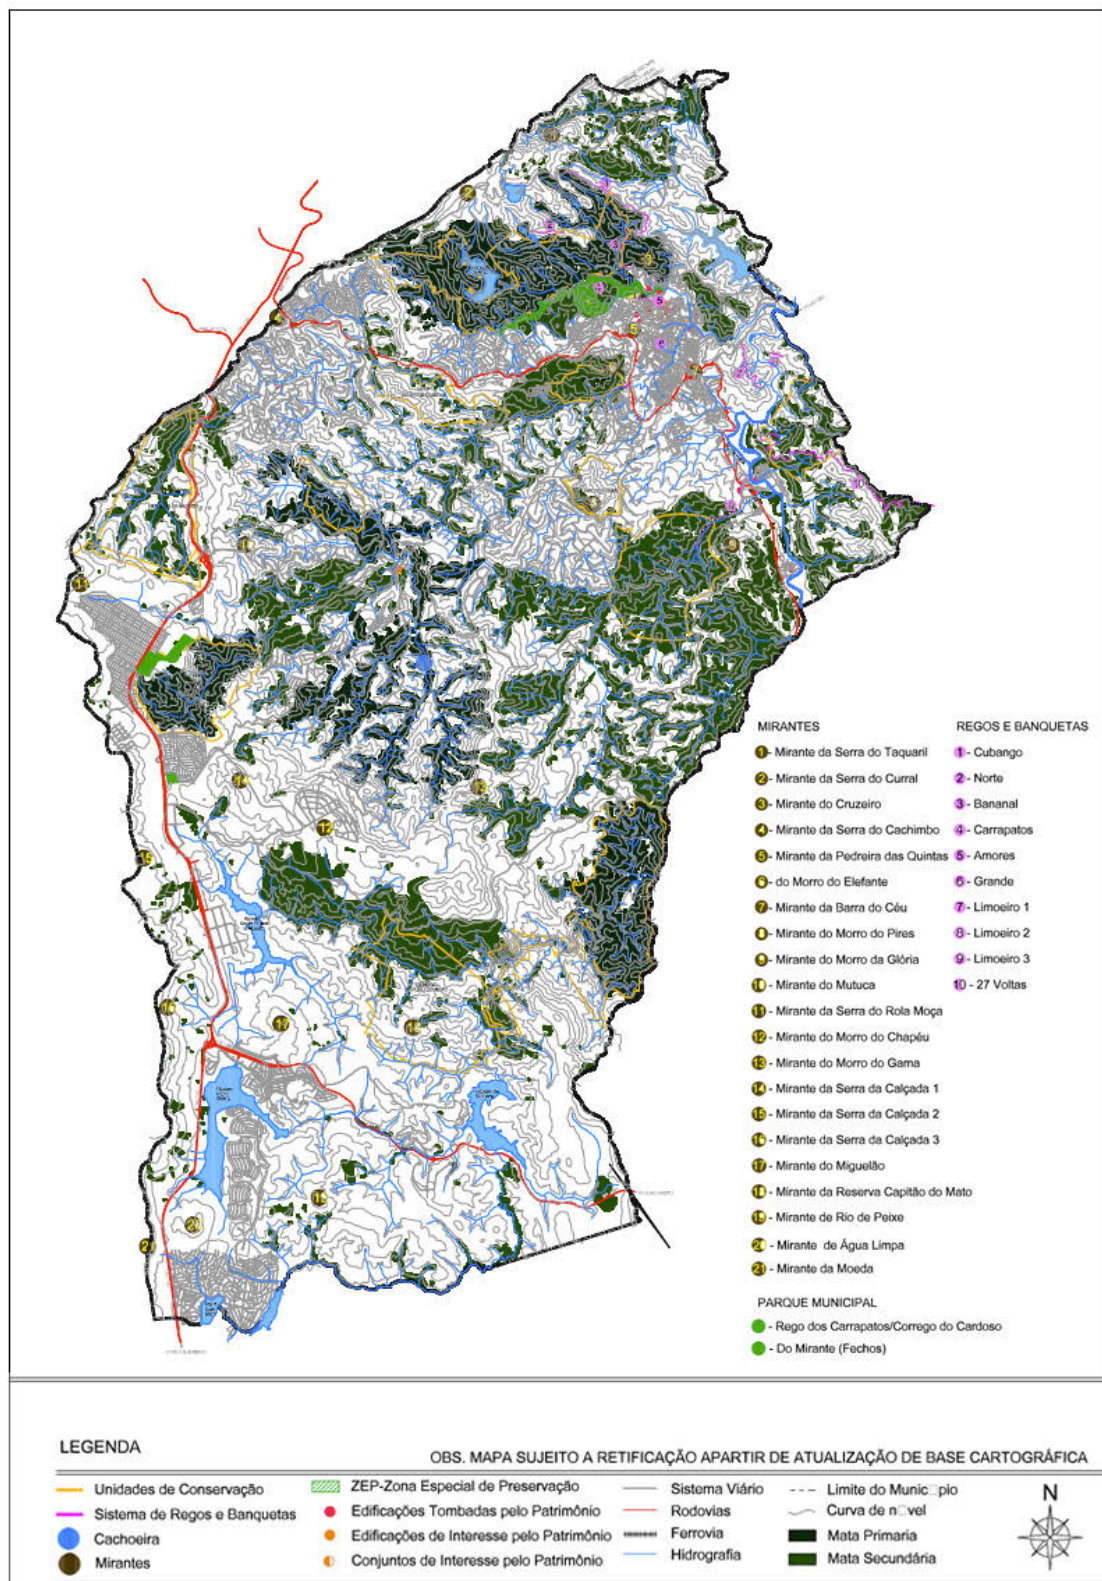 MIRANTES
1 - Mirante da Serra do Taquaril
2 - Mirante da Serra do Curral
3 - Mirante do Cruzeiro
4 - Mirante da Serra do Cachimbo
5 - Mirante da Pedreira das Quintas
6 - do Morro do Elefante
7 - Mirante da Barra do Céu
8 - Mirante do Morro do Pires
9 - Mirante do Morro da Glória
10 - Mirante do Mutuca
11 - Mirante da Serra do Rola Moça
12 - Mirante do Morro do Chapéu
13 - Mirante do Morro do Gama
14 - Mirante da Serra da Calçada 1
15 - Mirante da Serra da Calçada 2
16 - Mirante da Serra da Calçada 3
17 - Mirante do Miguelão
- Mirante da Reserva Capitão do Mato
- Mirante de Rio de Peixe
- Mirante de Água Limpa
21 - Mirante da Moeda
REGOS E BANQUETAS
1 - Cubango
2 - Norte
3 - Bananal
4 - Carrapatos
5 - Amores
6 - Grande
7 - Limoeiro 1
8 - Limoeiro 2
9 - Limoeiro 3
10 - 27 Voltas
PARQUE MUNICIPAL
- Rego dos Carrapatos/Corrego do Cardoso
- Do Mirante (Fechos)
LEGENDA
OBS. MAPA SUJEITO A RETIFICAÇÃO APARTIR DE ATUALIZAÇÃO DE BASE CARTOGRÁFICA
Unidades de Conservação
Sistema de Regos e Banquetas
Cachoeira
Mirantes
ZEP-Zona Especial de Preservação
Edificações Tombadas pelo Patrimônio
Edificações de Interesse pelo Patrimônio
Conjuntos de Interesse pelo Patrimônio
Sistema Viário
Rodovias
Ferrovia
Hidrografia
Limite do Munic□pio
Curva de n□vel
Mata Primaria
Mata Secundária
N